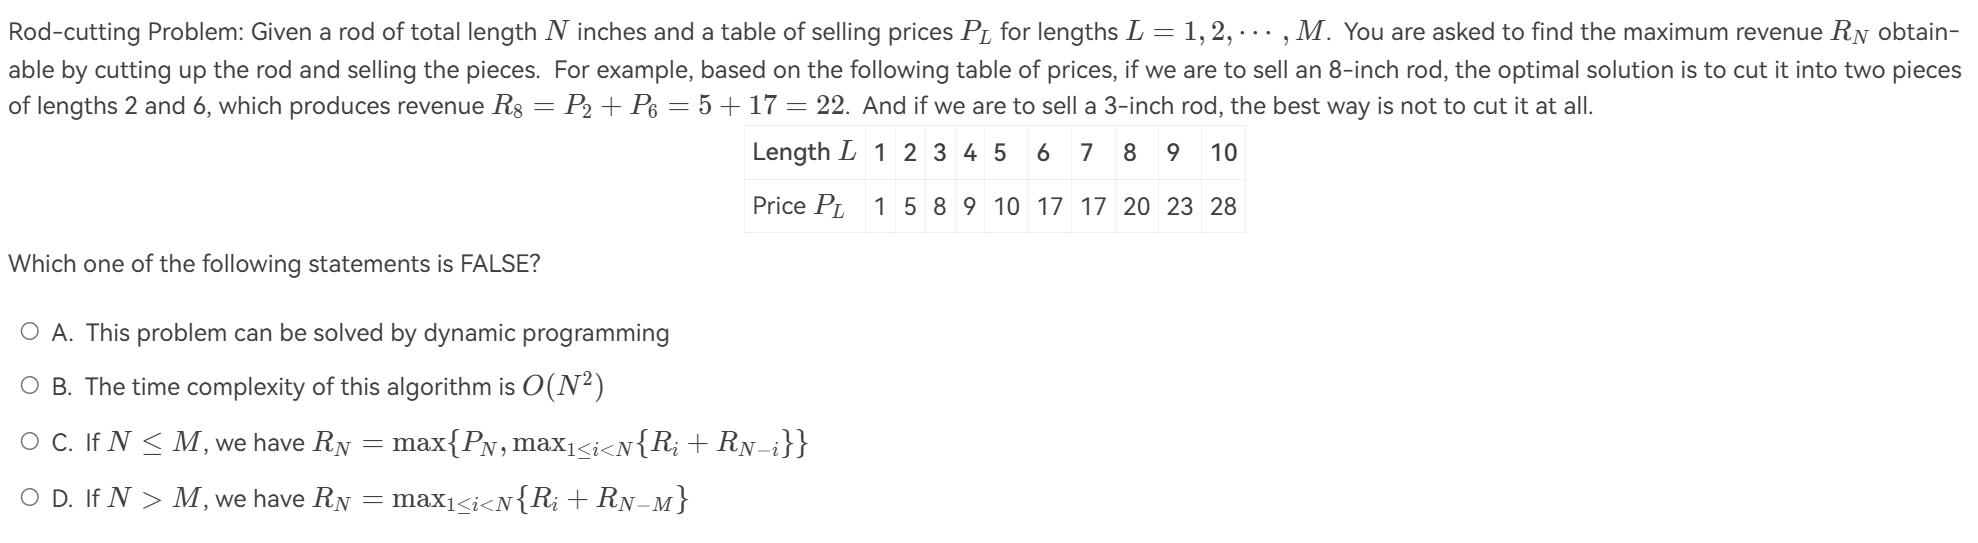 Rod-cutting Problem: Given a rod of total length N inches and a table of selling prices P_L for lengths L = 1, 2, ⋯ , M. You are asked to find the maximum revenue R_N obtain-
able by cutting up the rod and selling the pieces. For example, based on the following table of prices, if we are to sell an 8-inch rod, the optimal solution is to cut it into two pieces
of lengths 2 and 6, which produces revenue R_8 = P_2 + P_6 = 5 + 17 = 22. And if we are to sell a 3-inch rod, the best way is not to cut it at all.
Length L 1 2 3 4 5 6 7 8 9 10
Price P_L 1 5 8 9 10 17 17 20 23 28
Which one of the following statements is FALSE?
A. This problem can be solved by dynamic programming
B. The time complexity of this algorithm is O(N^2)
C. If N ≤ M, we have R_N = max{P_N, max_{1≤i<N}{R_i + R_{N−i}}}
D. If N > M, we have R_N = max_{1≤i<N}{R_i + R_{N−M}}